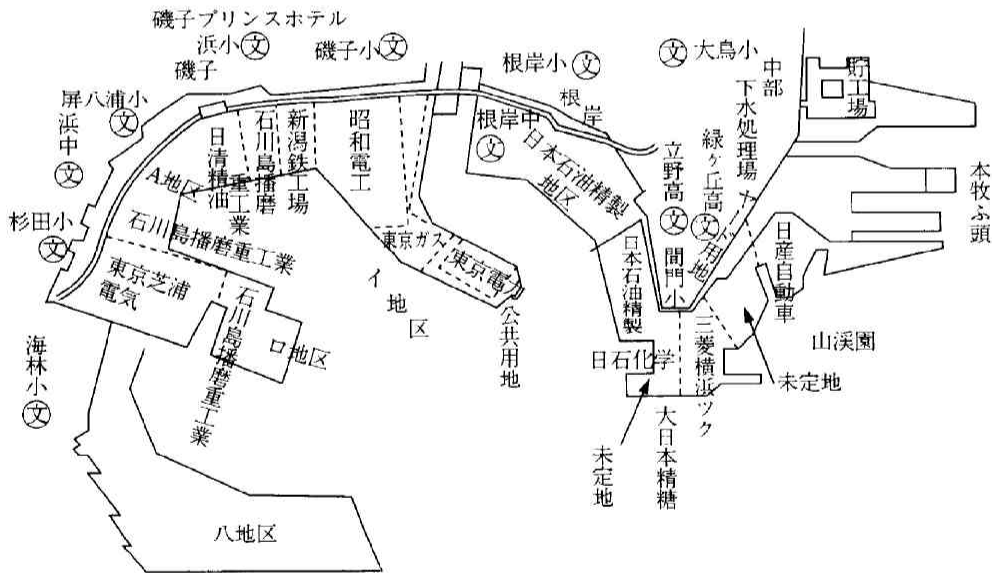 磯子プリンスホテル
浜小文
磯子
磯子小文
根岸小文
根岸
文大鳥小
中部
下水処理場
貯工場
屏八浦小
文
浜中
文
杉田小
文
A地区
日清精油
石川島播磨
重工業
新潟鉄工場
昭和電工
根岸中
文
日本石油精製
地区
立野高
文
緑ヶ丘高
文
ド用地
本牧ふ頭
石川島播磨重工業
東京芝浦
電気
石川島播磨重工業
ロ地区
東京ガス
東京電力
イ地区
公共用地
日本石油精製
間門小
日産自動車
山渓園
未定地
三菱横浜ツク
日石化学
大日本精糖
未定地
海林小
文
八地区